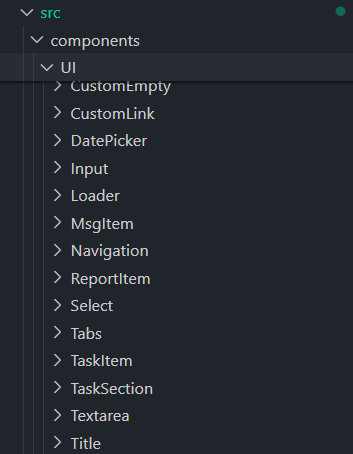 src
components
UI
CustomEmpty
CustomLink
DatePicker
Input
Loader
MsgItem
Navigation
ReportItem
Select
Tabs
TaskItem
TaskSection
Textarea
Title